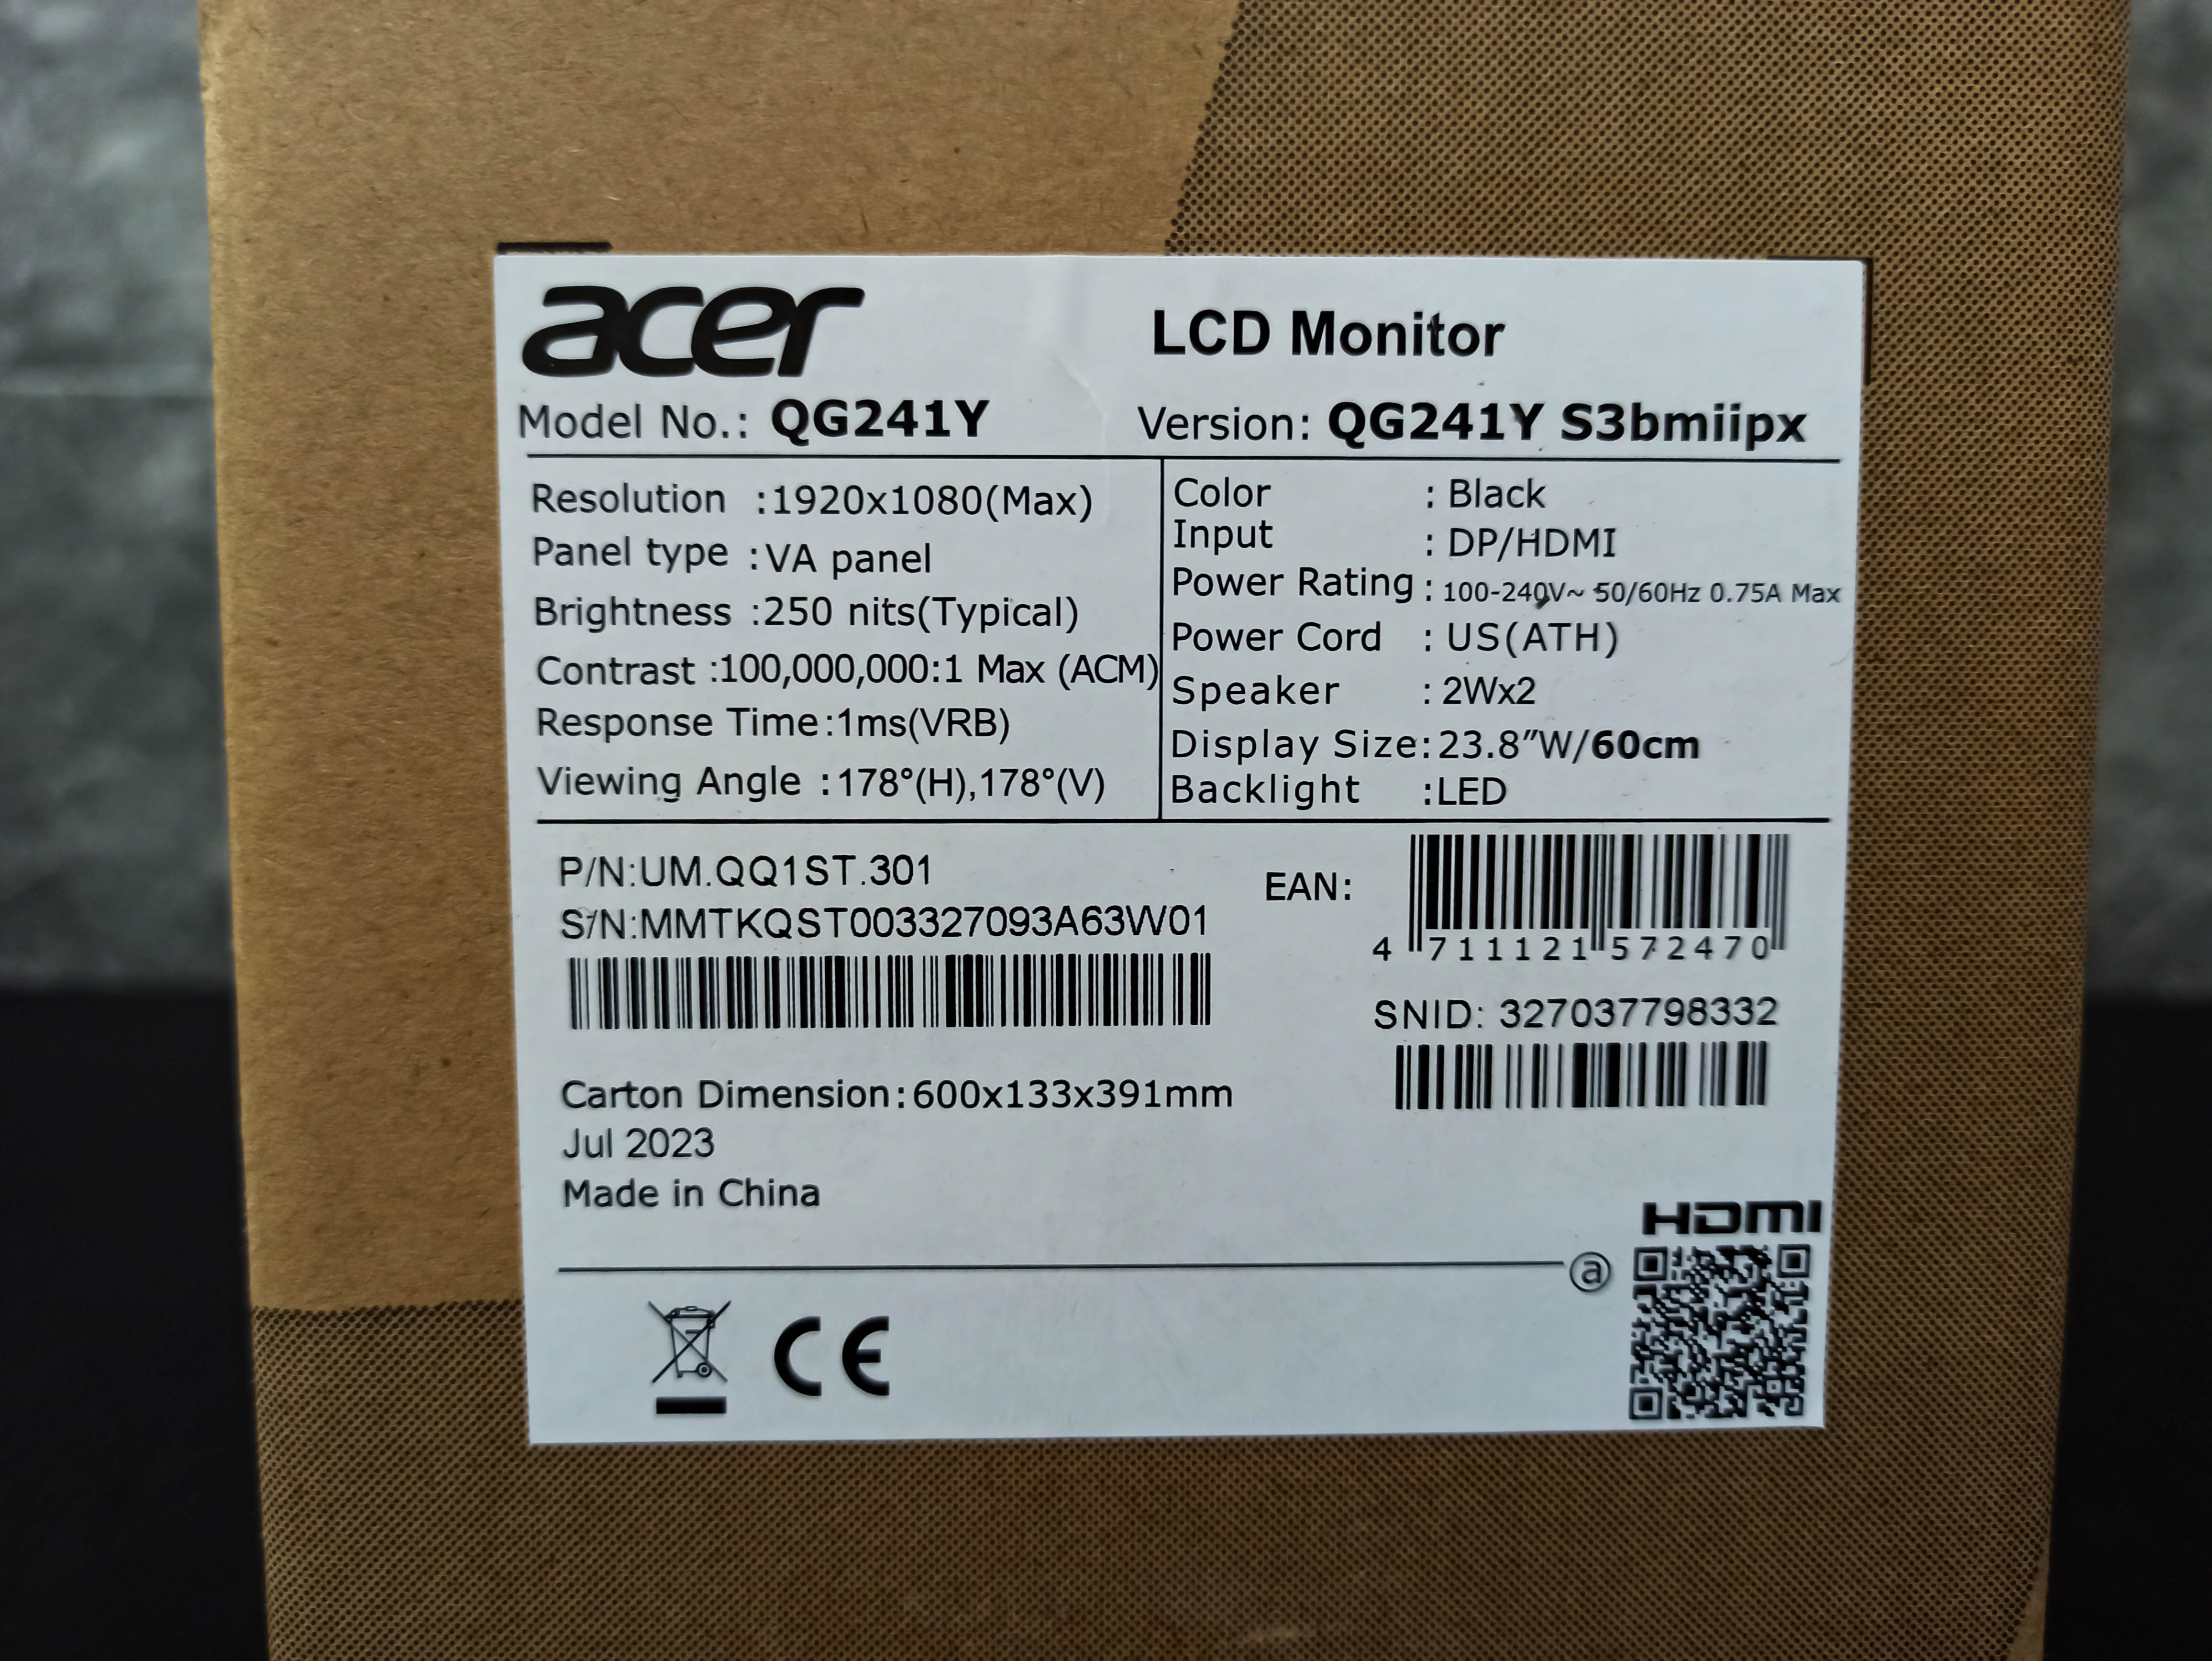 acer
LCD Monitor
Model No.: QG241Y
Version: QG241Y S3bmiipx
Resolution :1920x1080(Max)
Panel type :VA panel
Brightness :250 nits(Typical)
Contrast :100,000,000:1 Max (ACM)
Response Time:1ms(VRB)
Viewing Angle :178°(H),178°(V)
Color : Black
Input : DP/HDMI
Power Rating : 100-240V~ 50/60Hz 0.75A Max
Power Cord : US(ATH)
Speaker : 2Wx2
Display Size:23.8"W/60cm
Backlight :LED
P/N:UM.QQ1ST.301
S/N:MMTKQST003327093A63W01
EAN:
4 711121 572470
SNID: 327037798332
Carton Dimension:600x133x391mm
Jul 2023
Made in China
HDMI
a
CE